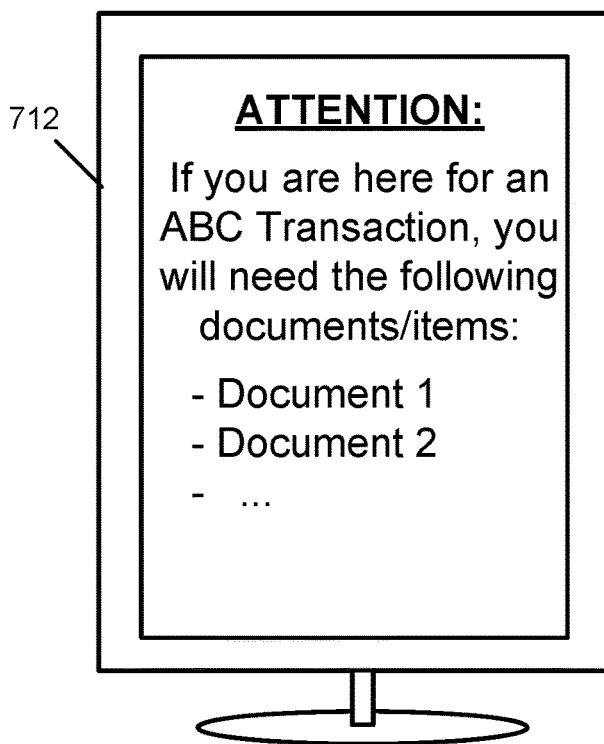 712
ATTENTION:
If you are here for an
ABC Transaction, you
will need the following
documents/items:
- Document 1
- Document 2
- ...